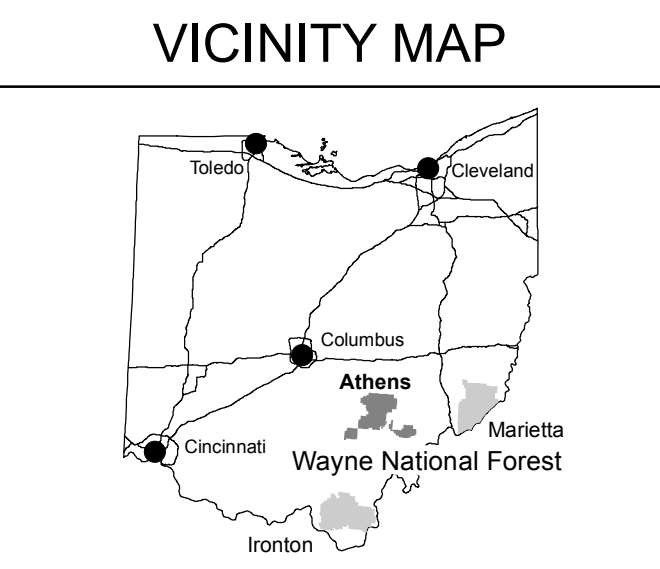 VICINITY MAP
Toledo
Cleveland
Columbus
Athens
Marietta
Cincinnati
Wayne National Forest
Ironton